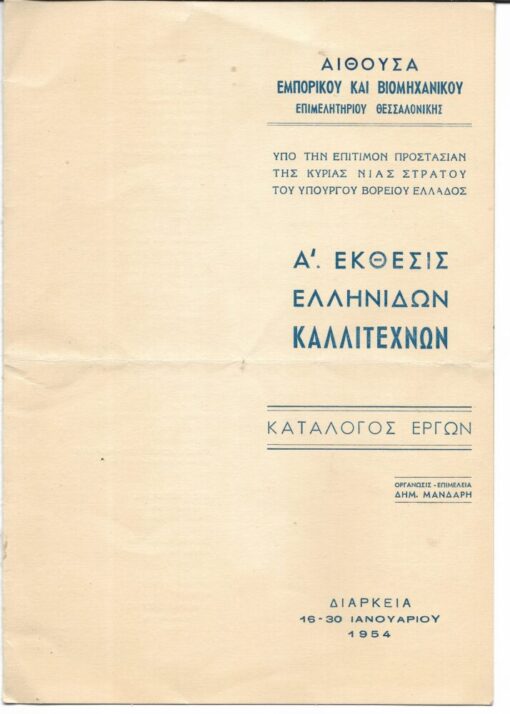 ΑΙΘΟΥΣΑ
ΕΜΠΟΡΙΚΟΥ ΚΑΙ ΒΙΟΜΗΧΑΝΙΚΟΥ
ΕΠΙΜΕΛΗΤΗΡΙΟΥ ΘΕΣΣΑΛΟΝΙΚΗΣ
ΥΠΟ ΤΗΝ ΕΠΙΤΙΜΟΝ ΠΡΟΣΤΑΣΙΑΝ
ΤΗΣ ΚΥΡΙΑΣ ΝΙΑΣ ΣΤΡΑΤΟΥ
ΤΟΥ ΥΠΟΥΡΓΟΥ ΒΟΡΕΙΟΥ ΕΛΛΑΔΟΣ
Α'. ΕΚΘΕΣΙΣ
ΕΛΛΗΝΙΔΩΝ
ΚΑΛΛΙΤΕΧΝΩΝ
ΚΑΤΑΛΟΓΟΣ ΕΡΓΩΝ
ΟΡΓΑΝΩΣΙΣ - ΕΠΙΜΕΛΕΙΑ
ΔΗΜ. ΜΑΝΔΑΡΗ
ΔΙΑΡΚΕΙΑ
16-30 ΙΑΝΟΥΑΡΙΟΥ
1954